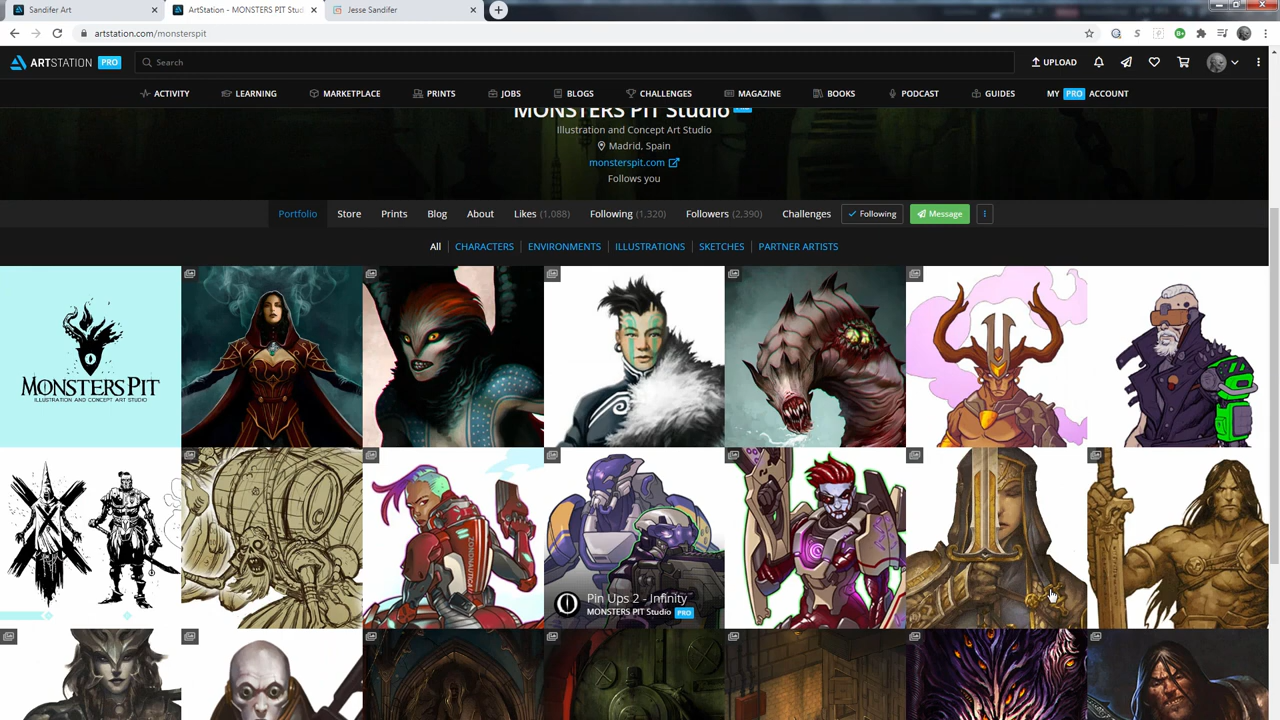 Sandifer Art
ArtStation - MONSTERS PIT Stud
Jesse Sandifer
artstation.com/monsterspit
ARTSTATION PRO
Search
UPLOAD
ACTIVITY
LEARNING
MARKETPLACE
PRINTS
JOBS
BLOGS
CHALLENGES
MAGAZINE
BOOKS
PODCAST
GUIDES
MY PRO ACCOUNT
MONSTERS PIT Studio
Illustration and Concept Art Studio
Madrid, Spain
monsterspit.com
Follows you
Portfolio
Store
Prints
Blog
About
Likes (1,088)
Following (1,320)
Followers (2,390)
Challenges
Following
Message
All
CHARACTERS
ENVIRONMENTS
ILLUSTRATIONS
SKETCHES
PARTNER ARTISTS
MONSTERS PIT
ILLUSTRATION AND CONCEPT ART STUDIO
Pin Ups 2 - Infinity
MONSTERS PIT Studio PRO